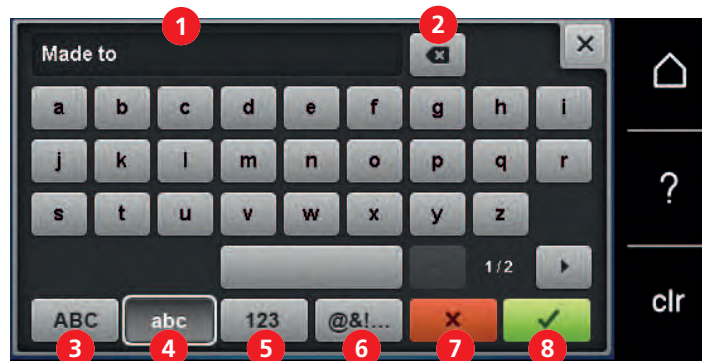 1
2
Made to
a b c d e f g h i
j k l m n o p q r
?
s t u v w x y z
1/2
clr
ABC abc 123 @&!...
3 4 5 6 7 8